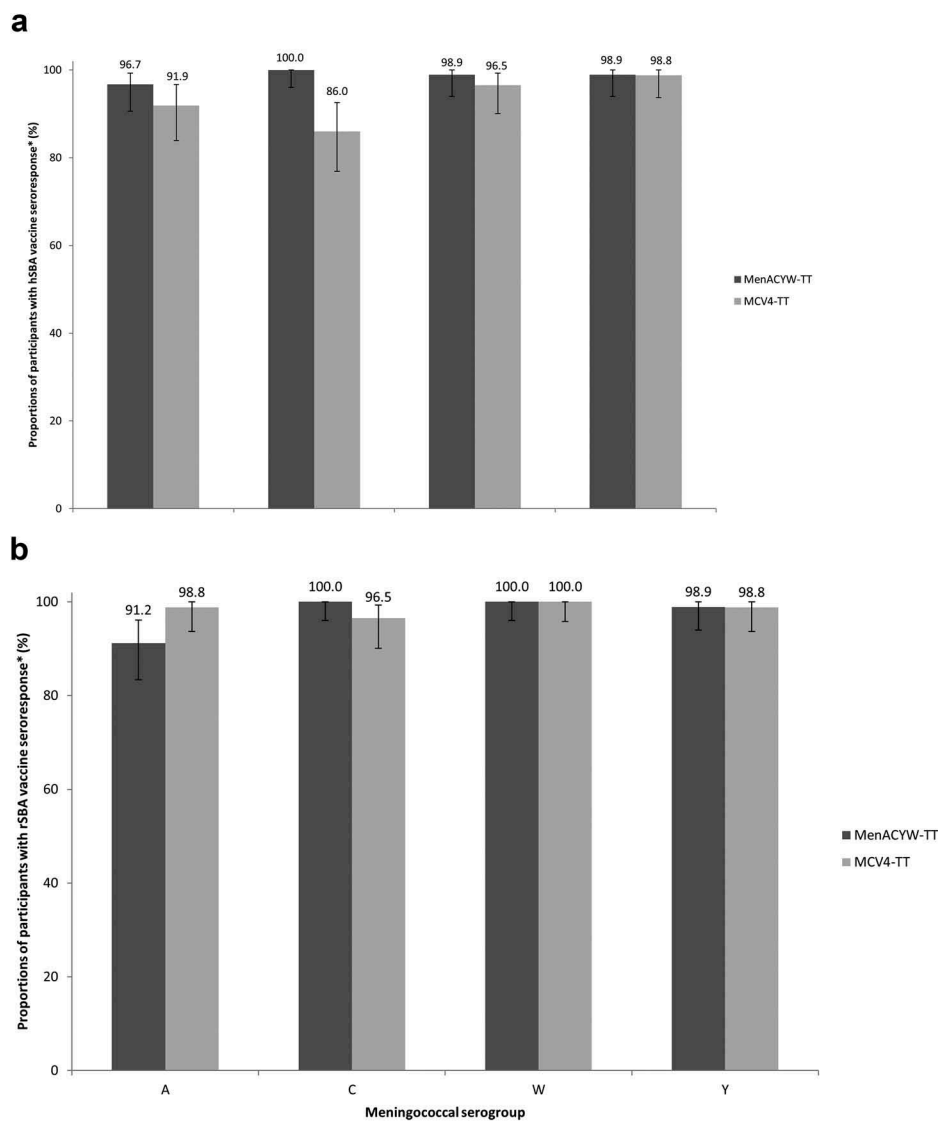 a
Proportions of participants with hSBA vaccine seroresponse* (%)
100
80
60
40
20
0
96.7
91.9
100.0
86.0
98.9
96.5
98.9
98.8
MenACYW-TT
MCV4-TT
b
Proportions of participants with rSBA vaccine seroresponse* (%)
100
80
60
40
20
0
91.2
98.8
100.0
96.5
100.0
100.0
98.9
98.8
MenACYW-TT
MCV4-TT
A
C
W
Y
Meningococcal serogroup